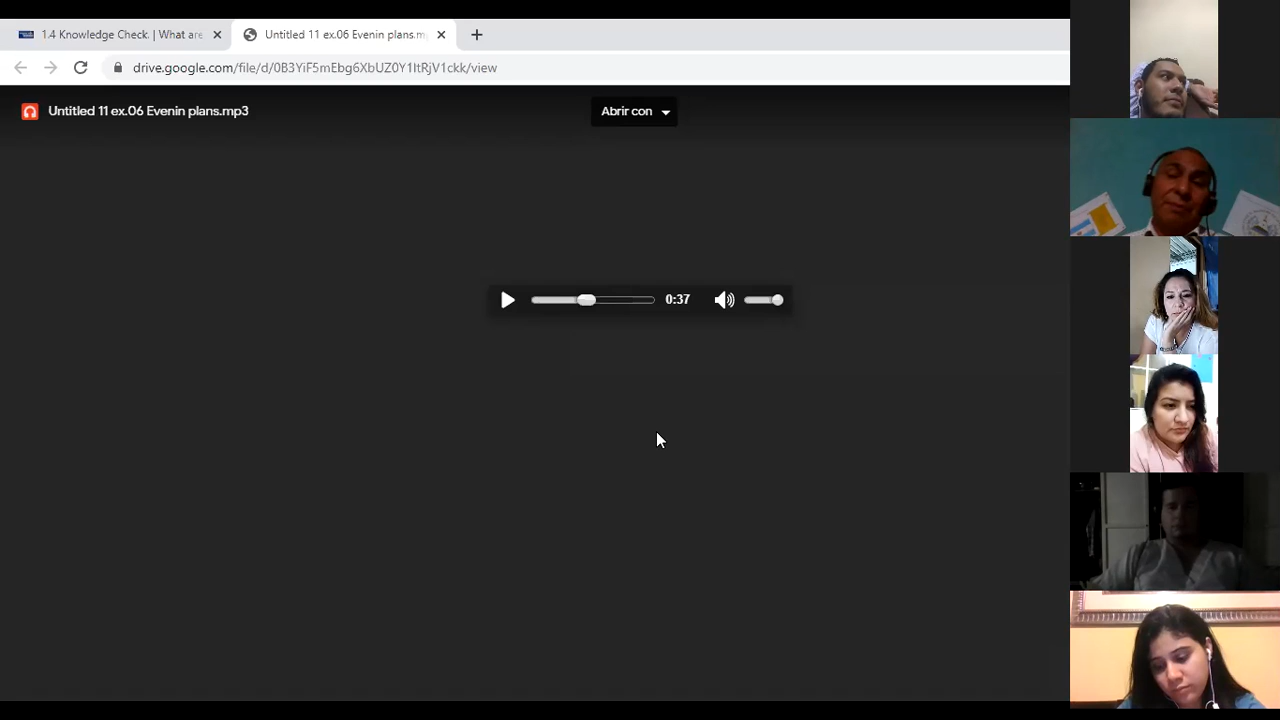 1.4 Knowledge Check. | What are
Untitled 11 ex.06 Evenin plans.m
drive.google.com/file/d/0B3YiF5mEbg6XbUZ0Y1ItRjV1ckk/view
Untitled 11 ex.06 Evenin plans.mp3
Abrir con
0:37